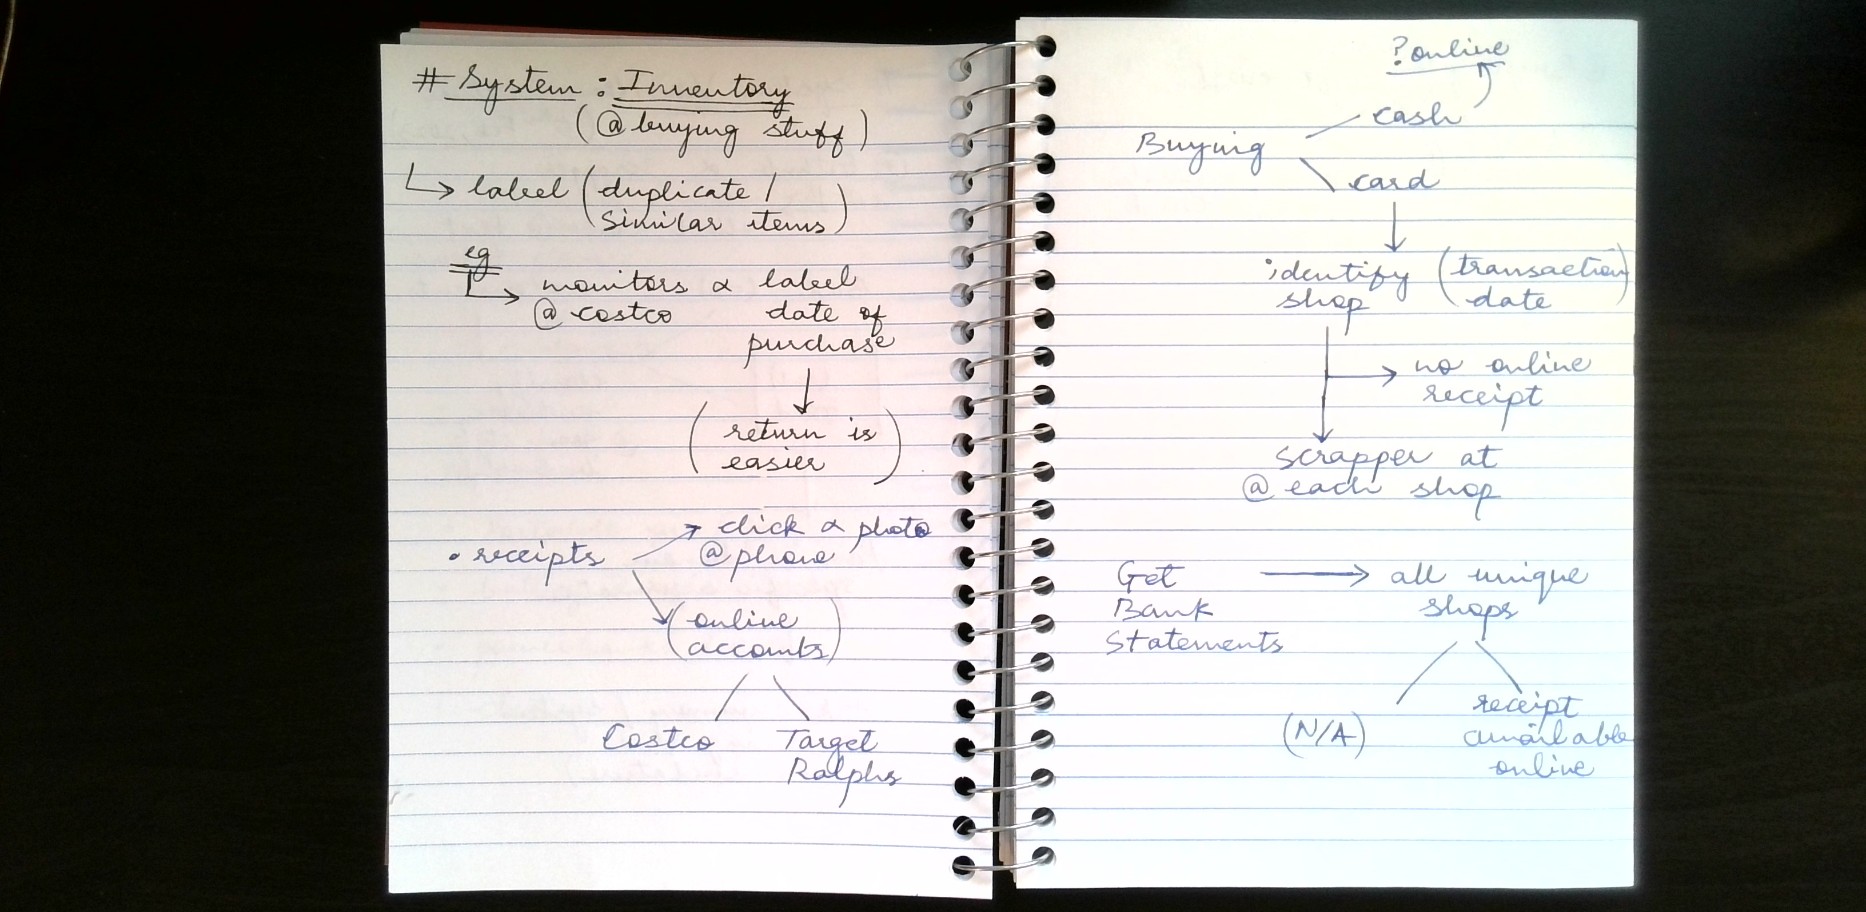 # System : Inventory
(@ buying stuff)
↳ label (duplicate /
similar items)
eg
↳ monitors & label
@ costco date of
purchase
↓
(return is
easier)
→ click & photo
• receipts @ phone
↘ (online
accounts)
Costco Target
Ralphs
? online
cash
Buying
card
↓
identify (transaction
shop date)
→ no online
receipt
↓
scrapper at
@ each shop
Get → all unique
Bank shops
Statements
receipt
(N/A) available
online